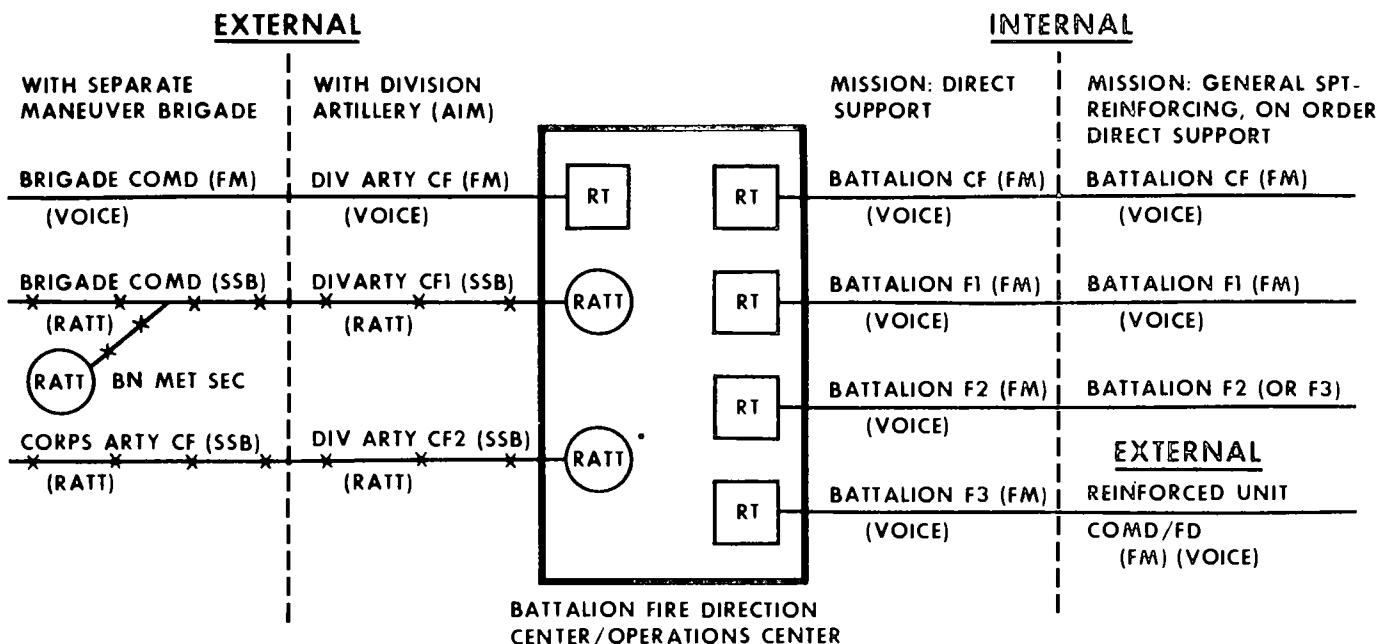 EXTERNAL
WITH SEPARATE
MANEUVER BRIGADE
WITH DIVISION
ARTILLERY (AIM)
BRIGADE COMD (FM)
(VOICE)
DIV ARTY CF (FM)
(VOICE)
RT
BRIGADE COMD (SSB)
(RATT)
DIVARTY CF1 (SSB)
(RATT)
RATT
RATT
BN MET SEC
CORPS ARTY CF (SSB)
(RATT)
DIV ARTY CF2 (SSB)
(RATT)
RATT
BATTALION FIRE DIRECTION
CENTER/OPERATIONS CENTER
INTERNAL
MISSION: DIRECT
SUPPORT
MISSION: GENERAL SPT-
REINFORCING, ON ORDER
DIRECT SUPPORT
RT
BATTALION CF (FM)
(VOICE)
BATTALION CF (FM)
(VOICE)
RT
BATTALION F1 (FM)
(VOICE)
BATTALION F1 (FM)
(VOICE)
RT
BATTALION F2 (FM)
(VOICE)
BATTALION F2 (OR F3)
EXTERNAL
RT
BATTALION F3 (FM)
(VOICE)
REINFORCED UNIT
COMD/FD
(FM) (VOICE)